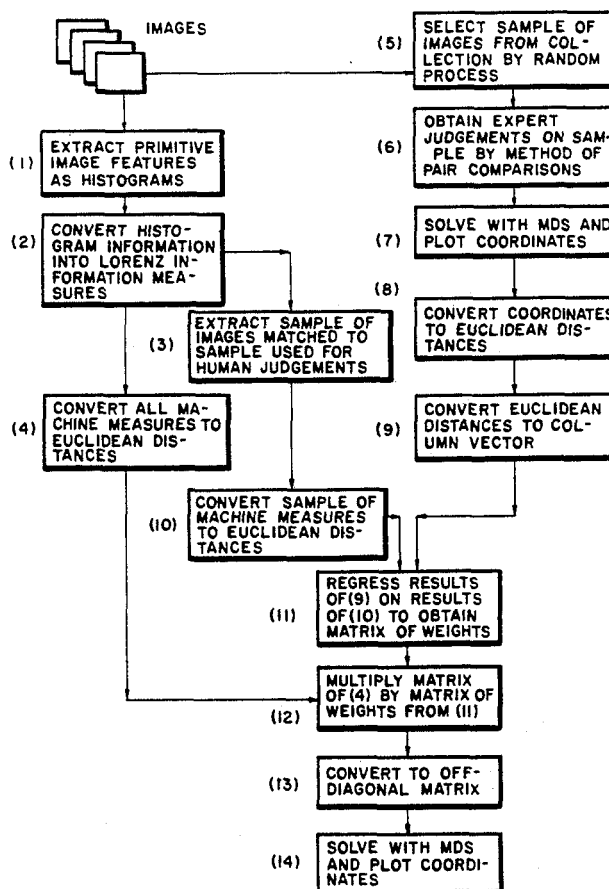 IMAGES
(5)
SELECT SAMPLE OF
IMAGES FROM COL-
LECTION BY RANDOM
PROCESS
(1)
EXTRACT PRIMITIVE
IMAGE FEATURES
AS HISTOGRAMS
(6)
OBTAIN EXPERT
JUDGEMENTS ON SAM-
PLE BY METHOD OF
PAIR COMPARISONS
(2)
CONVERT HISTO-
GRAM INFORMATION
INTO LORENZ IN-
FORMATION MEA-
SURES
(7)
SOLVE WITH MDS AND
PLOT COORDINATES
(3)
EXTRACT SAMPLE OF
IMAGES MATCHED TO
SAMPLE USED FOR
HUMAN JUDGEMENTS
(8)
CONVERT COORDINATES
TO EUCLIDEAN DIS-
TANCES
(4)
CONVERT ALL MA-
CHINE MEASURES TO
EUCLIDEAN DIS-
TANCES
(9)
CONVERT EUCLIDEAN
DISTANCES TO COL-
UMN VECTOR
(10)
CONVERT SAMPLE OF
MACHINE MEASURES
TO EUCLIDEAN DIS-
TANCES
(11)
REGRESS RESULTS
OF(9) ON RESULTS
OF(10) TO OBTAIN
MATRIX OF WEIGHTS
(12)
MULTIPLY MATRIX
OF (4) BY MATRIX OF
WEIGHTS FROM (11)
(13)
CONVERT TO OFF-
DIAGONAL MATRIX
(14)
SOLVE WITH MDS
AND PLOT COORDI-
NATES